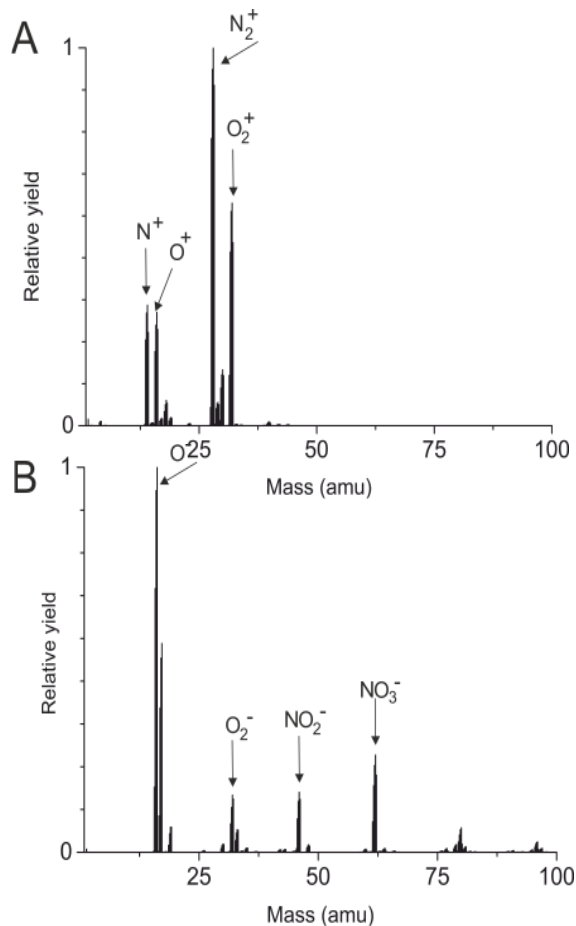 A
1
N₂⁺
O₂⁺
N⁺
O⁺
Relative yield
0
25
50
75
100
Mass (amu)
B
1
O⁻
NO₃⁻
O₂⁻
NO₂⁻
Relative yield
0
25
50
75
100
Mass (amu)